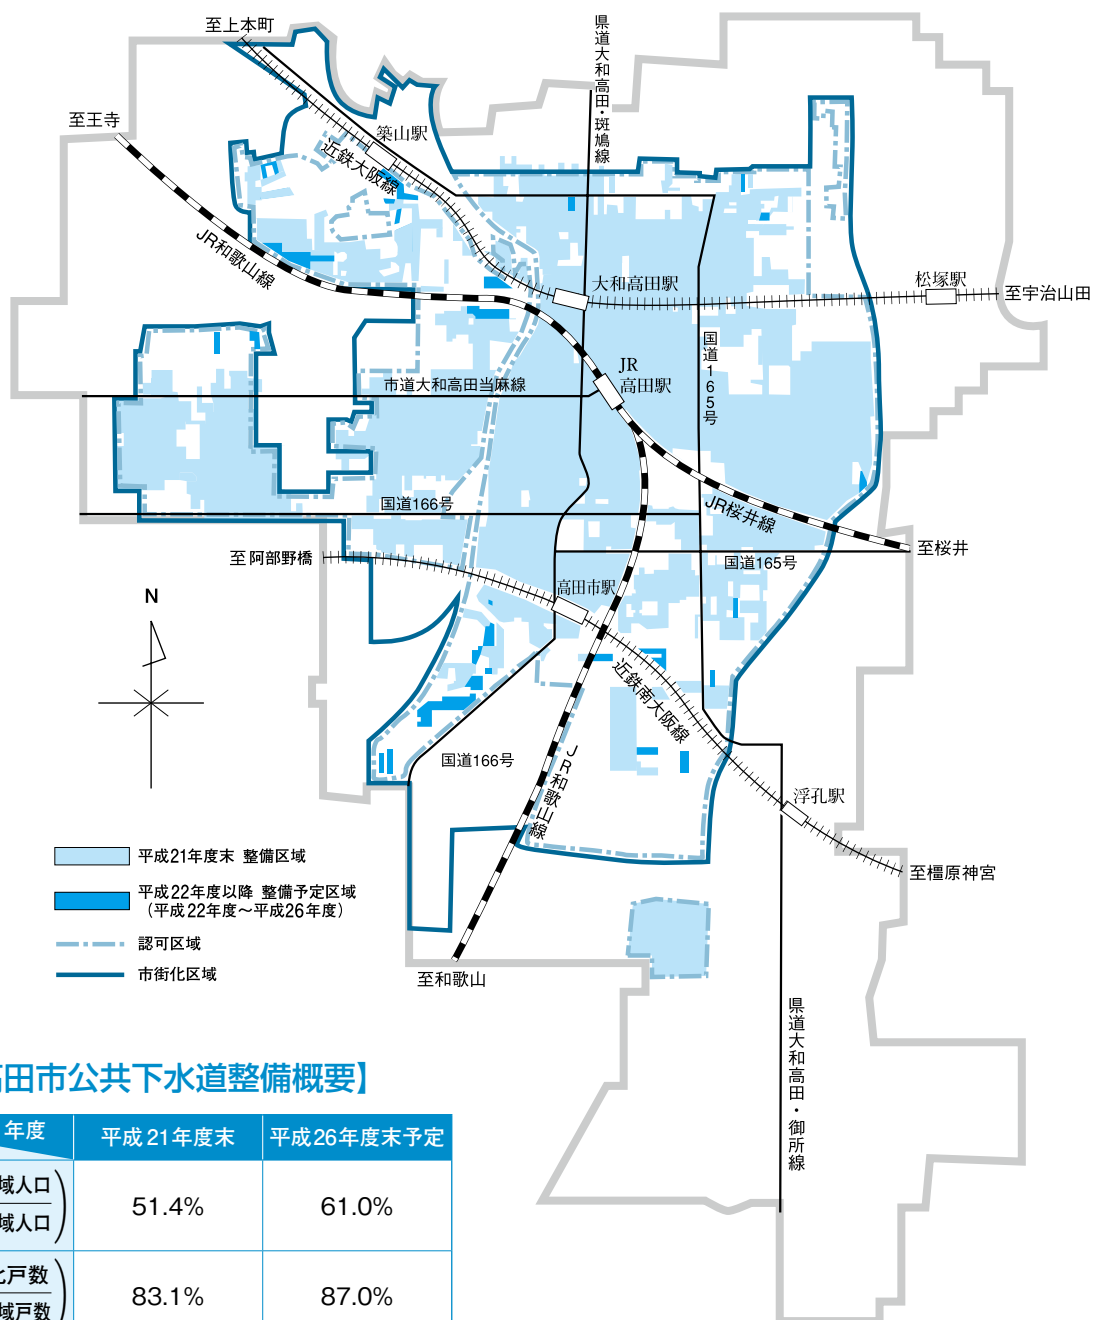 至上本町
県道大和高田・斑鳩線
至王寺
築山駅
近鉄大阪線
JR和歌山線
大和高田駅
松塚駅
至宇治山田
国道165号
JR
高田駅
市道大和高田当麻線
国道166号
JR桜井線
至桜井
至阿部野橋
国道165号
高田市駅
N
近鉄南大阪線
国道166号
JR和歌山線
浮孔駅
平成21年度末 整備区域
至橿原神宮
平成22年度以降 整備予定区域
(平成22年度〜平成26年度)
認可区域
市街化区域
至和歌山
県道大和高田・御所線
田市公共下水道整備概要】
年度
平成21年度末
平成26年度末予定
域人口
域人口
51.4%
61.0%
戸数
域戸数
83.1%
87.0%